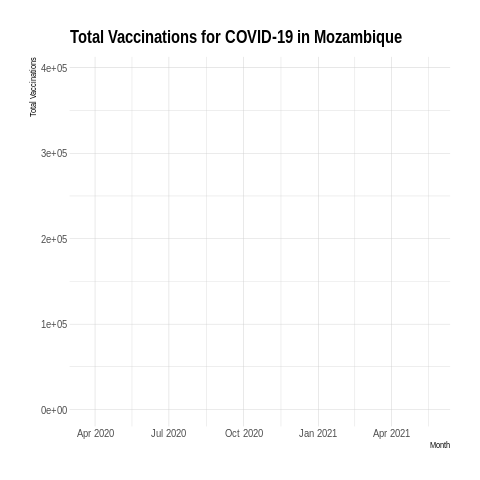 Total Vaccinations for COVID-19 in Mozambique
Total Vaccinations
4e+05
3e+05
2e+05
1e+05
0e+00
Apr 2020 Jul 2020 Oct 2020 Jan 2021 Apr 2021
Month